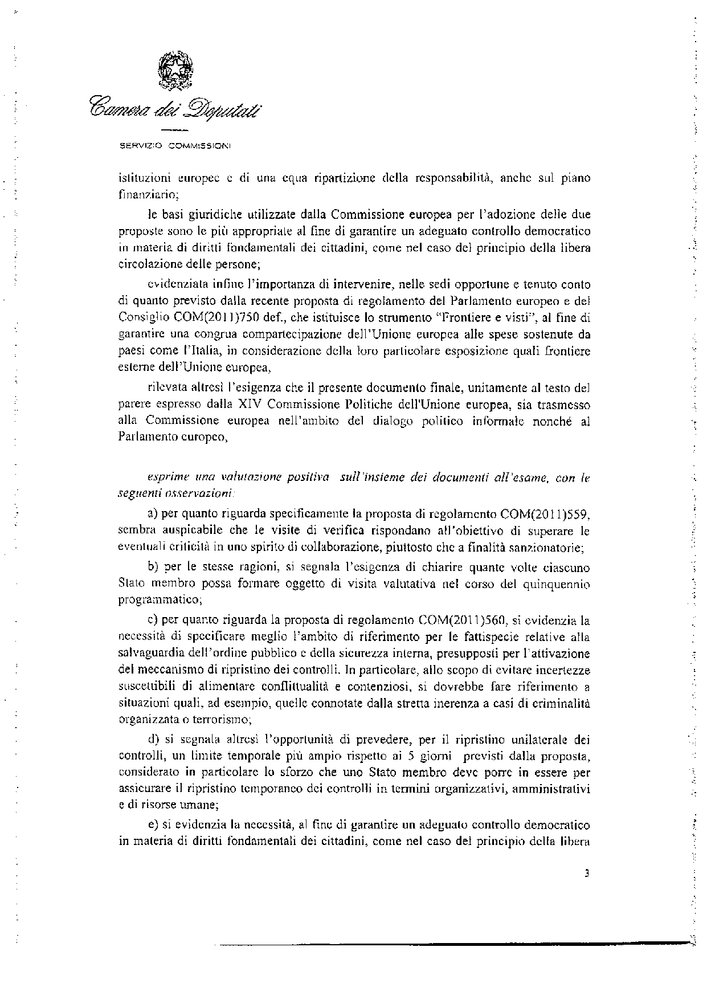 Camera dei Deputati
SERVIZIO COMMISSIONI
istituzioni europee e di una equa ripartizione della responsabilità, anche sul piano
finanziario;
le basi giuridiche utilizzate dalla Commissione europea per l'adozione delle due
proposte sono le più appropriate al fine di garantire un adeguato controllo democratico
in materia di diritti fondamentali dei cittadini, come nel caso del principio della libera
circolazione delle persone;
evidenziata infine l'importanza di intervenire, nelle sedi opportune e tenuto conto
di quanto previsto dalla recente proposta di regolamento del Parlamento europeo e del
Consiglio COM(2011)750 def., che istituisce lo strumento "Frontiere e visti", al fine di
garantire una congrua compartecipazione dell'Unione europea alle spese sostenute da
paesi come l'Italia, in considerazione della loro particolare esposizione quali frontiere
esterne dell'Unione europea,
rilevata altresì l'esigenza che il presente documento finale, unitamente al testo del
parere espresso dalla XIV Commissione Politiche dell'Unione europea, sia trasmesso
alla Commissione europea nell'ambito del dialogo politico informale nonché al
Parlamento europeo,
esprime una valutazione positiva sull'insieme dei documenti all'esame, con le
seguenti osservazioni:
a) per quanto riguarda specificamente la proposta di regolamento COM(2011)559,
sembra auspicabile che le visite di verifica rispondano all'obiettivo di superare le
eventuali criticità in uno spirito di collaborazione, piuttosto che a finalità sanzionatorie;
b) per le stesse ragioni, si segnala l'esigenza di chiarire quante volte ciascuno
Stato membro possa formare oggetto di visita valutativa nel corso del quinquennio
programmatico;
c) per quanto riguarda la proposta di regolamento COM(2011)560, si evidenzia la
necessità di specificare meglio l'ambito di riferimento per le fattispecie relative alla
salvaguardia dell'ordine pubblico e della sicurezza interna, presupposti per l'attivazione
del meccanismo di ripristino dei controlli. In particolare, allo scopo di evitare incertezze
suscettibili di alimentare conflittualità e contenziosi, si dovrebbe fare riferimento a
situazioni quali, ad esempio, quelle connotate dalla stretta inerenza a casi di criminalità
organizzata o terrorismo;
d) si segnala altresì l'opportunità di prevedere, per il ripristino unilaterale dei
controlli, un limite temporale più ampio rispetto ai 5 giorni previsti dalla proposta,
considerato in particolare lo sforzo che uno Stato membro deve porre in essere per
assicurare il ripristino temporaneo dei controlli in termini organizzativi, amministrativi
e di risorse umane;
e) si evidenzia la necessità, al fine di garantire un adeguato controllo democratico
in materia di diritti fondamentali dei cittadini, come nel caso del principio della libera
3